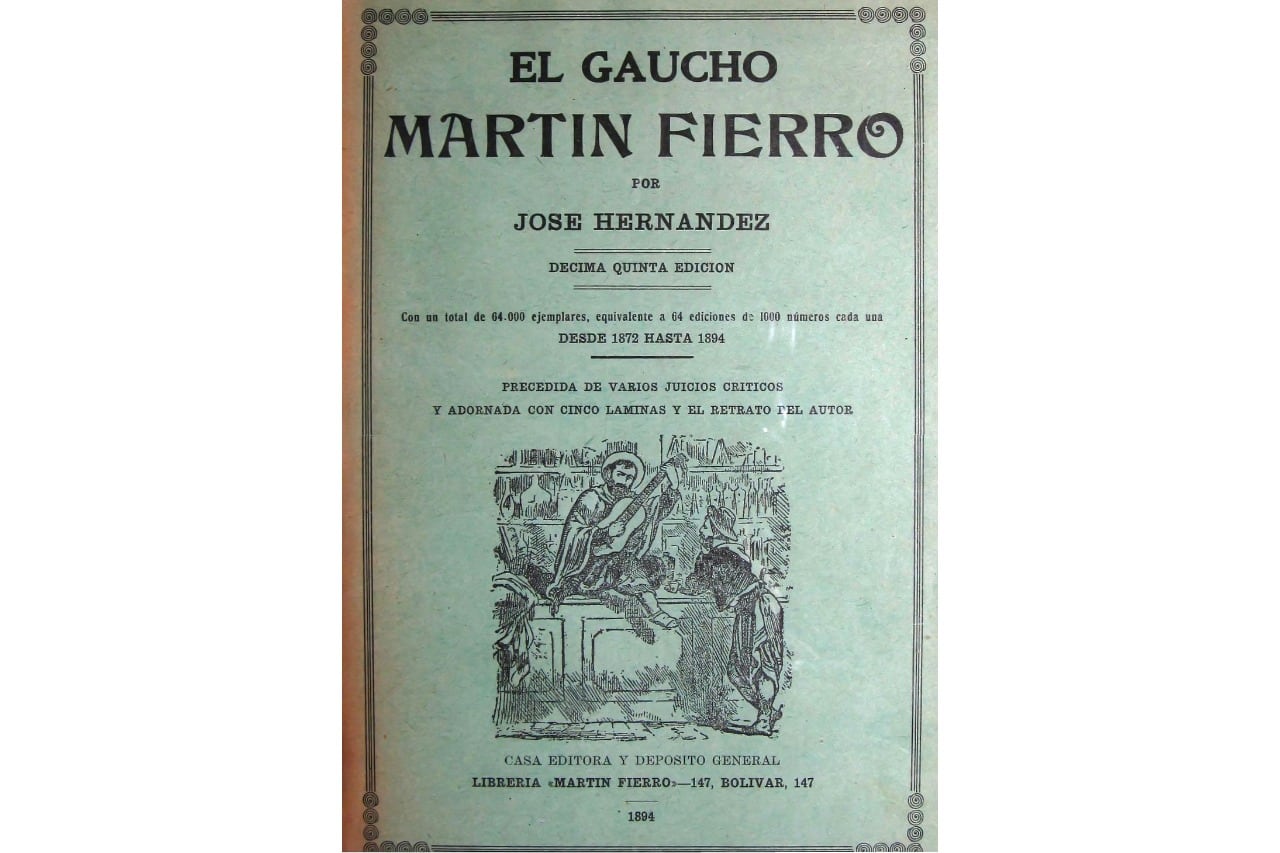 EL GAUCHO
MARTIN FIERRO
POR
JOSE HERNANDEZ
DECIMA QUINTA EDICION
Con un total de 64.000 ejemplares, equivalente a 64 ediciones de 1000 números cada una
DESDE 1872 HASTA 1894
PRECEDIDA DE VARIOS JUICIOS CRITICOS
Y ADORNADA CON CINCO LAMINAS Y EL RETRATO DEL AUTOR
CASA EDITORA Y DEPOSITO GENERAL
LIBRERIA «MARTIN FIERRO»—147, BOLIVAR, 147
1894